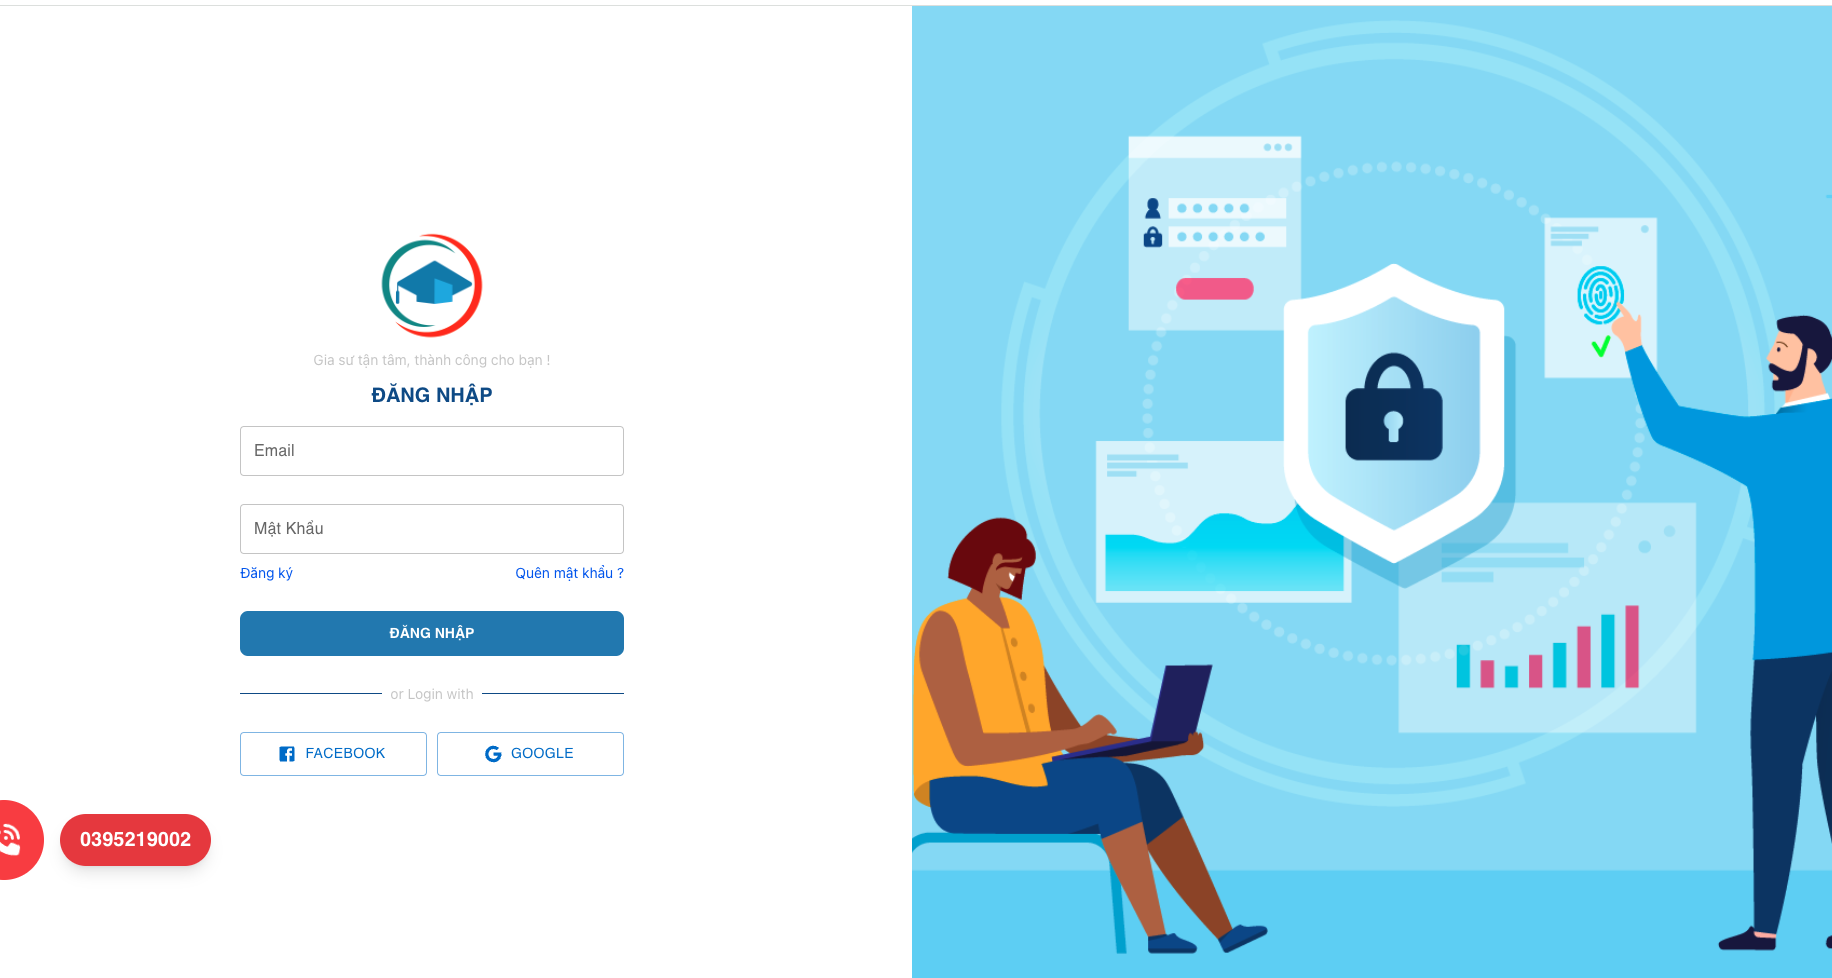 Gia sư tận tâm, thành công cho bạn !
ĐĂNG NHẬP
Email
Mật Khẩu
Đăng ký
Quên mật khẩu ?
ĐĂNG NHẬP
or Login with
FACEBOOK
GOOGLE
0395219002